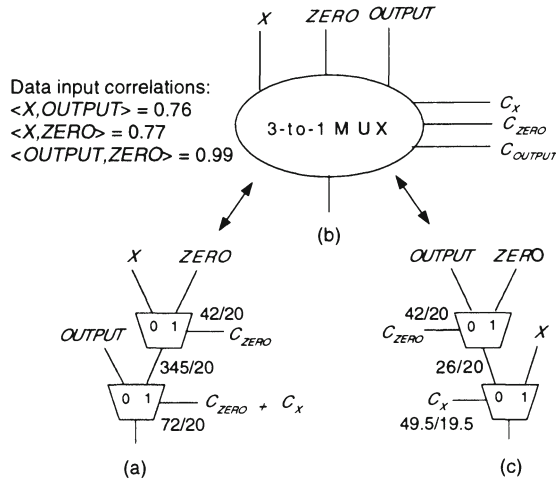 X ZERO OUTPUT
Data input correlations:
<X,OUTPUT> = 0.76
<X,ZERO> = 0.77
<OUTPUT,ZERO> = 0.99
3-to-1 MUX
C_X
C_ZERO
C_OUTPUT
(b)
X ZERO
0 1
42/20
C_ZERO
OUTPUT
345/20
0 1
C_ZERO + C_X
72/20
(a)
OUTPUT ZERO
42/20
0 1
C_ZERO
X
26/20
C_X
0 1
49.5/19.5
(c)